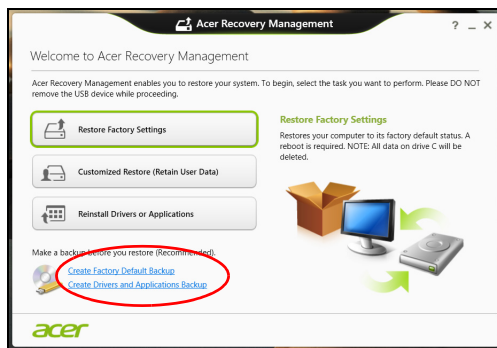 Acer Recovery Management
? _ X
Welcome to Acer Recovery Management
Acer Recovery Management enables you to restore your system. To begin, select the task you want to perform. Please DO NOT
remove the USB device while proceeding.
Restore Factory Settings
Customized Restore (Retain User Data)
Reinstall Drivers or Applications
Restore Factory Settings
Restores your computer to its factory default status. A
reboot is required. NOTE: All data on drive C will be
deleted.
Make a backup before you restore (Recommended).
Create Factory Default Backup
Create Drivers and Applications Backup
acer